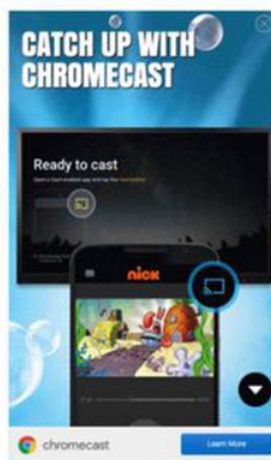 CATCH UP WITH
CHROMECAST
Ready to cast
nick
chromecast
Learn More